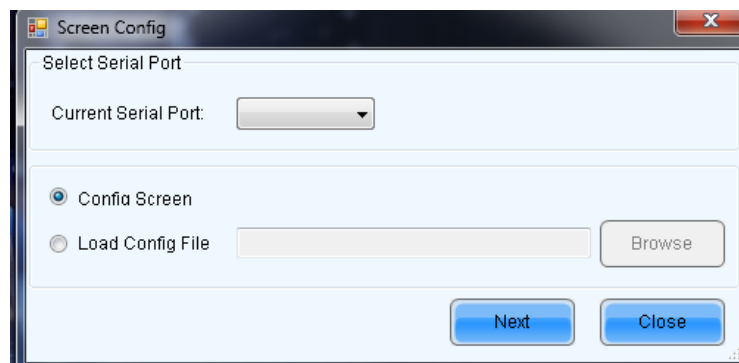 Screen Config
Select Serial Port
Current Serial Port:
Config Screen
Load Config File
Browse
Next
Close